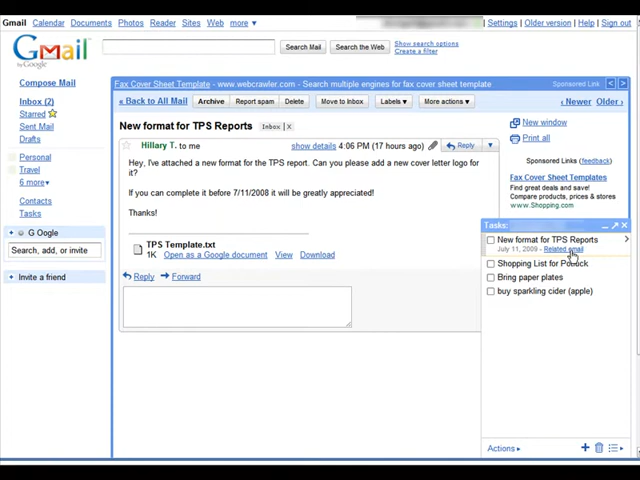 Gmail Calendar Documents Photos Reader Sites Web more ▾
Settings | Older version | Help | Sign out
Gmail
by Google
Search Mail Search the Web Show search options
Create a filter
Compose Mail
Inbox (2)
Starred
Sent Mail
Drafts
Personal
Travel
6 more▾
Contacts
Tasks
G Oogle
Search, add, or invite
Invite a friend
Fax Cover Sheet Template - www.webcrawler.com - Search multiple engines for fax cover sheet template Sponsored Link < >
« Back to All Mail Archive Report spam Delete Move to Inbox Labels ▾ More actions ▾ ‹ Newer Older ›
New format for TPS Reports Inbox | X
Hillary T. to me show details 4:06 PM (17 hours ago) Reply ▾
Hey, I've attached a new format for the TPS report. Can you please add a new cover letter logo for
it?
If you can complete it before 7/11/2008 it will be greatly appreciated!
Thanks!
TPS Template.txt
1K Open as a Google document View Download
Reply Forward
New window
Print all
Sponsored Links (feedback)
Fax Cover Sheet Templates
Find great deals and save!
Compare products, prices &
stores
www.Shopping.com
Tasks:
New format for TPS Reports >
July 11, 2009 - Related email
Shopping List for Potluck
Bring paper plates
buy sparkling cider (apple)
Actions ▸